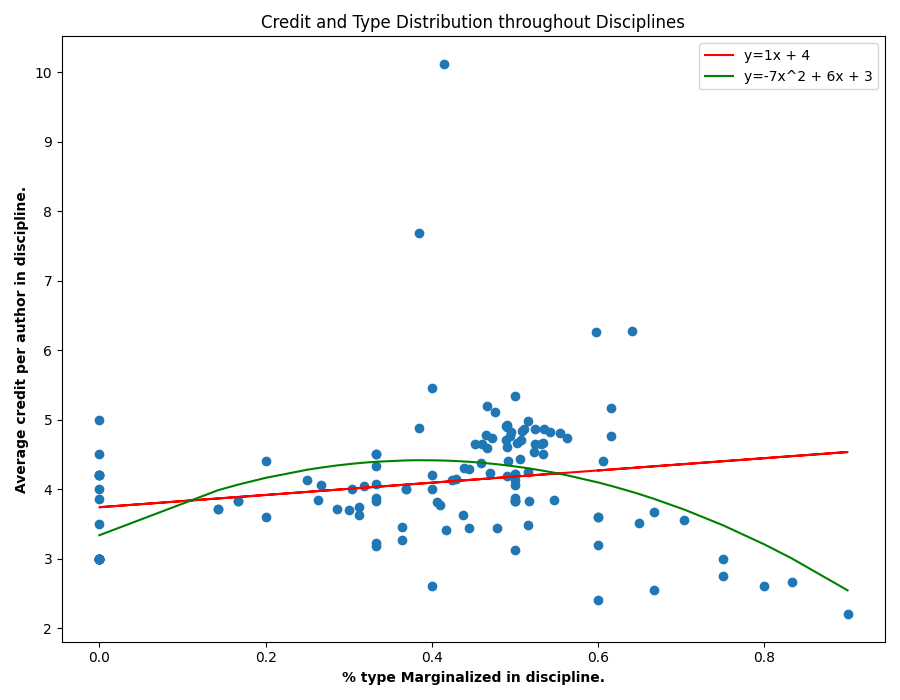 Credit and Type Distribution throughout Disciplines
y=1x + 4
y=-7x^2 + 6x + 3
Average credit per author in discipline.
10
9
8
7
6
5
4
3
2
0.0 0.2 0.4 0.6 0.8
% type Marginalized in discipline.